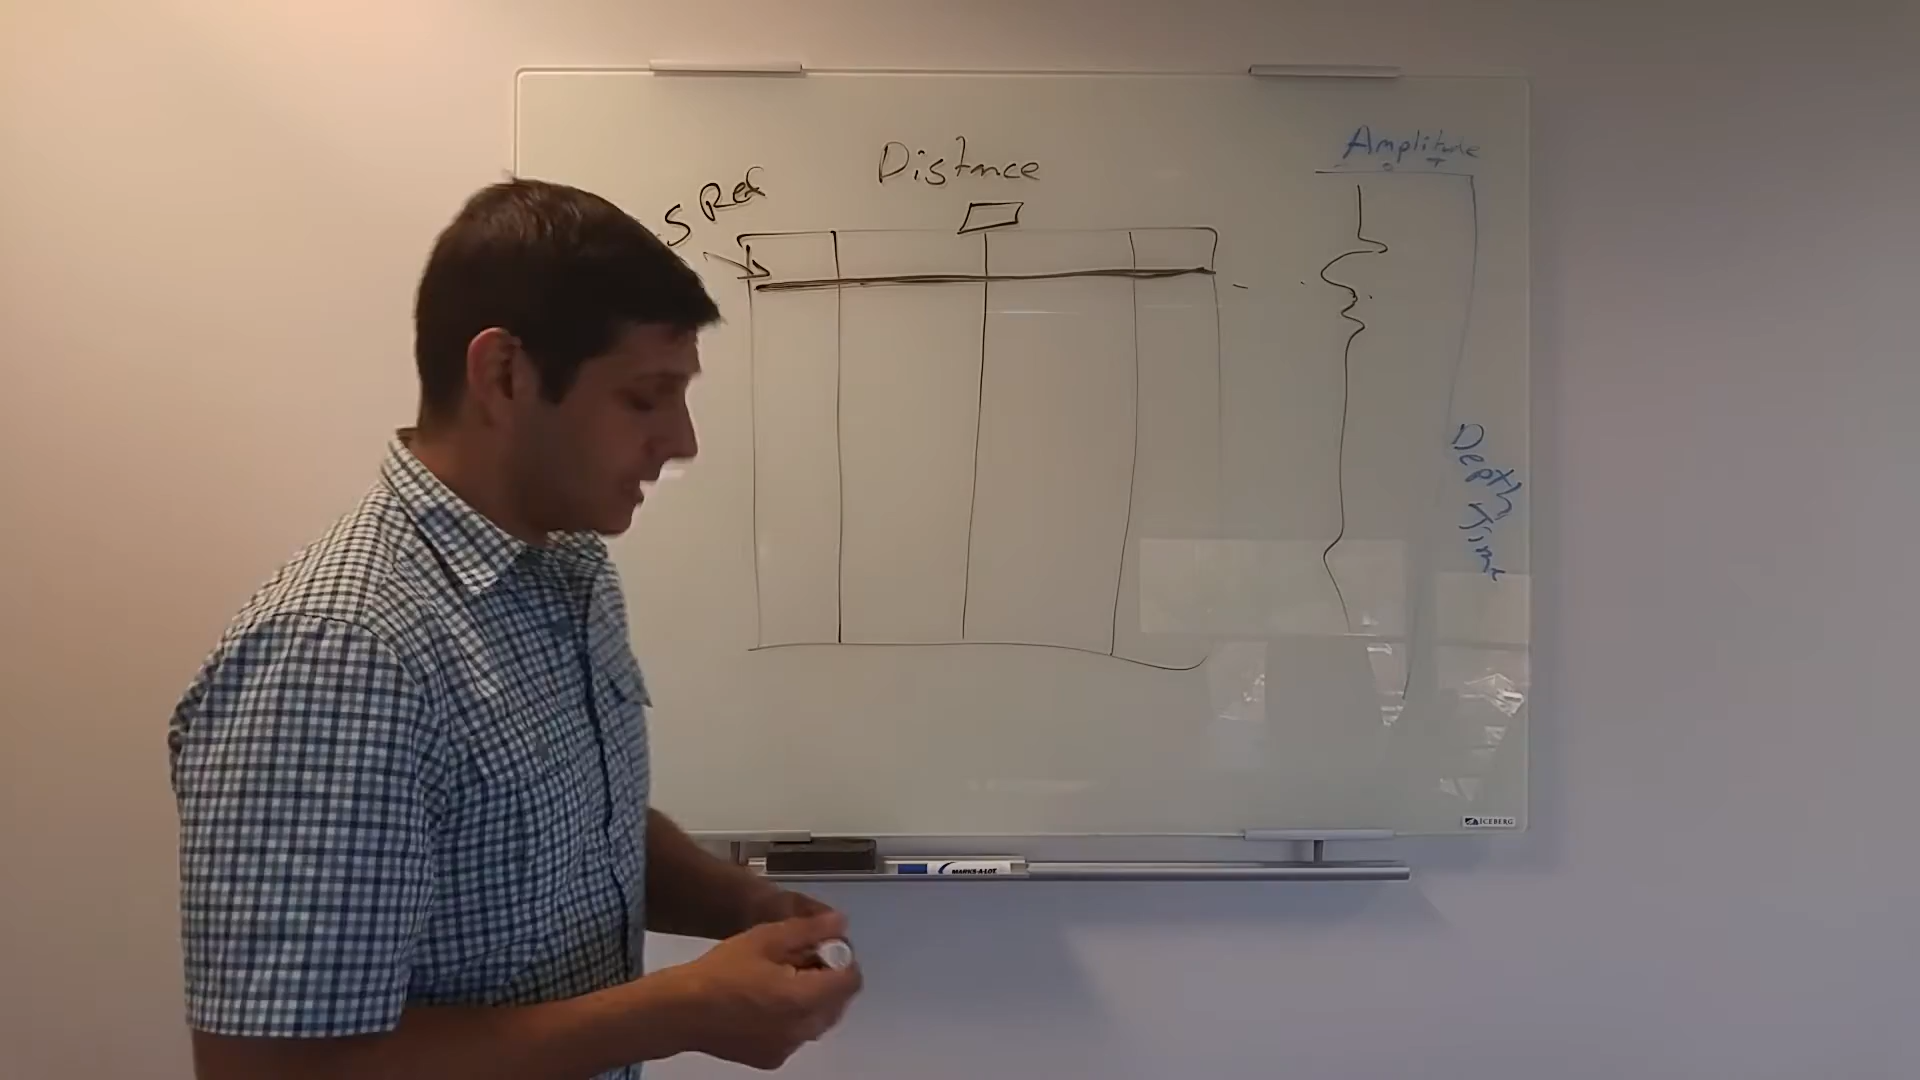 Distance
Amplitude
S Ref
Depth
Time
ICEBERG
MARKS-A-LOT